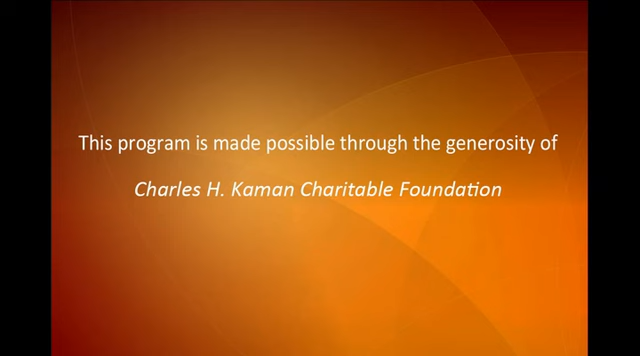 This program is made possible through the generosity of
Charles H. Kaman Charitable Foundation